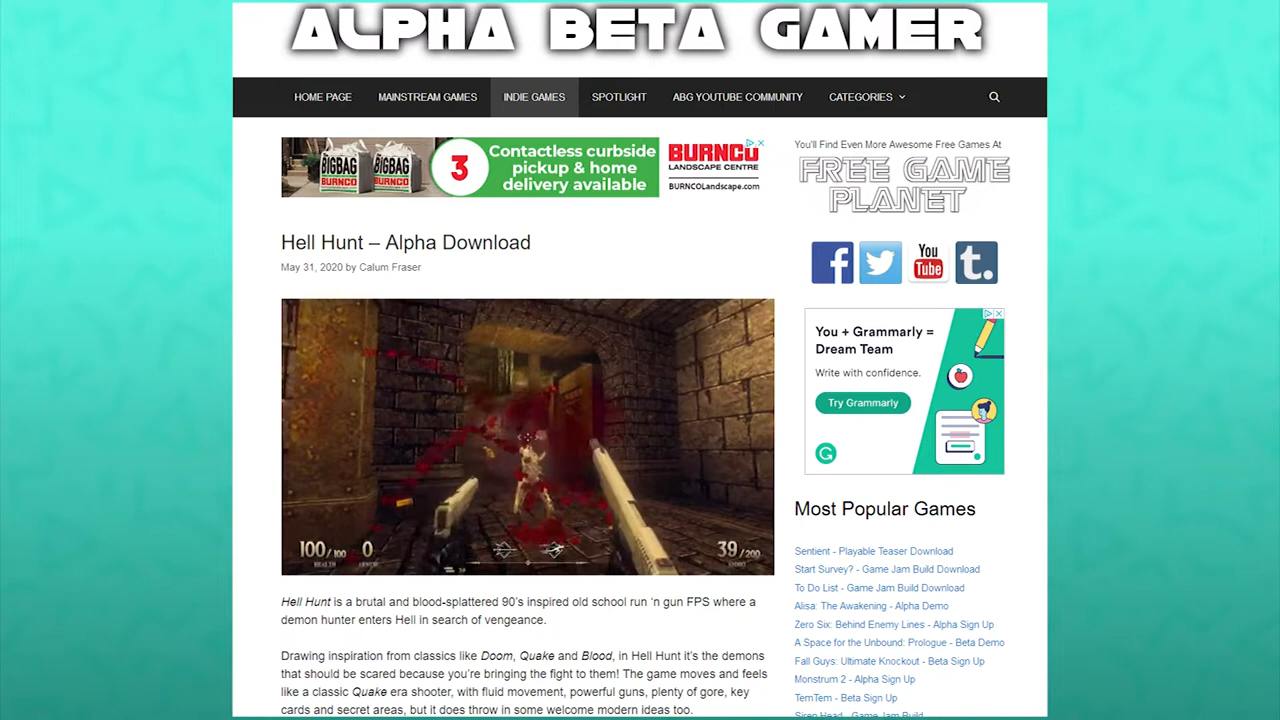 ALPHA BETA GAMER
HOME PAGE MAINSTREAM GAMES INDIE GAMES SPOTLIGHT ABG YOUTUBE COMMUNITY CATEGORIES
BIGBAG BIGBAG
BURNCO BURNCO
3
Contactless curbside
pickup & home
delivery available
BURNCO
LANDSCAPE CENTRE
BURNCOLandscape.com
You'll Find Even More Awesome Free Games At
FREE GAME
PLANET
Hell Hunt – Alpha Download
May 31, 2020 by Calum Fraser
You
Tube
t.
100/100 0
HEALTH ARMOR
39/200
AMMO
You + Grammarly =
Dream Team
Write with confidence.
Try Grammarly
Hell Hunt is a brutal and blood-splattered 90's inspired old school run 'n gun FPS where a
demon hunter enters Hell in search of vengeance.
Drawing inspiration from classics like Doom, Quake and Blood, in Hell Hunt it's the demons
that should be scared because you're bringing the fight to them! The game moves and feels
like a classic Quake era shooter, with fluid movement, powerful guns, plenty of gore, key
cards and secret areas, but it does throw in some welcome modern ideas too.
Most Popular Games
Sentient - Playable Teaser Download
Start Survey? - Game Jam Build Download
To Do List - Game Jam Build Download
Alisa: The Awakening - Alpha Demo
Zero Six: Behind Enemy Lines - Alpha Sign Up
A Space for the Unbound: Prologue - Beta Demo
Fall Guys: Ultimate Knockout - Beta Sign Up
Monstrum 2 - Alpha Sign Up
TemTem - Beta Sign Up
Siren Head - Game Jam Build